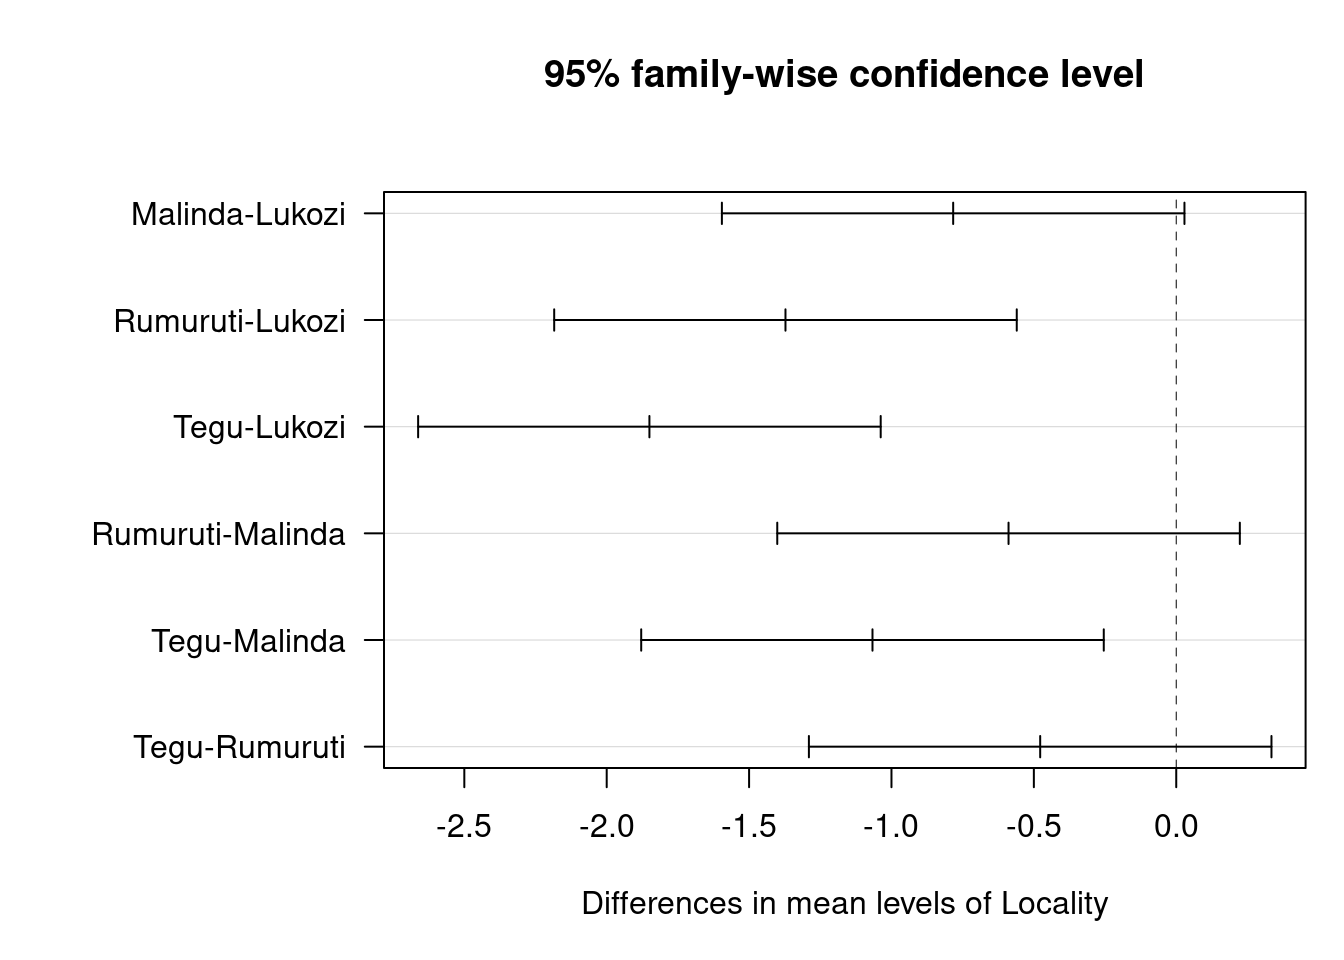 95% family-wise confidence level
Malinda-Lukozi
Rumuruti-Lukozi
Tegu-Lukozi
Rumuruti-Malinda
Tegu-Malinda
Tegu-Rumuruti
-2.5 -2.0 -1.5 -1.0 -0.5 0.0
Differences in mean levels of Locality